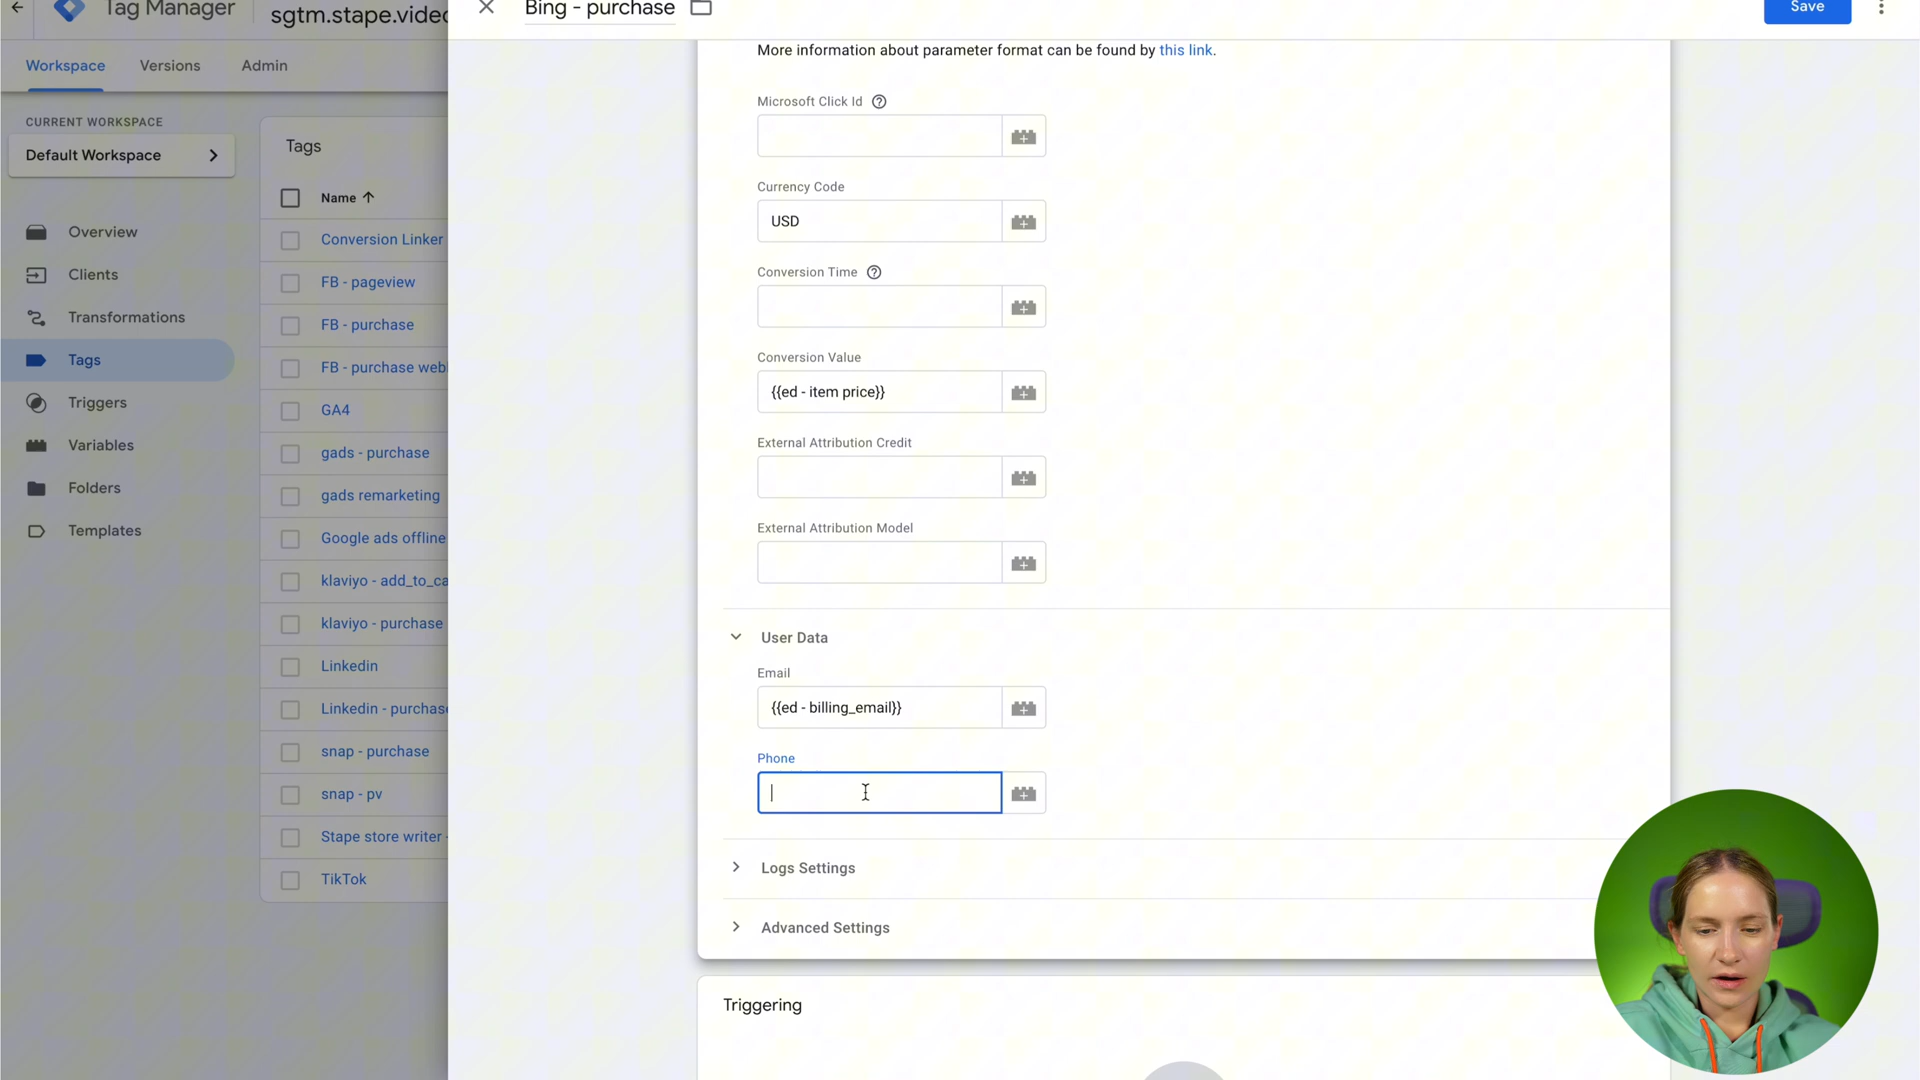 Tag Manager
sgtm.stape.video
Bing - purchase
Save
Workspace
Versions
Admin
CURRENT WORKSPACE
Default Workspace
Overview
Clients
Transformations
Tags
Triggers
Variables
Folders
Templates
Tags
Name
Conversion Linker
FB - pageview
FB - purchase
FB - purchase web
GA4
gads - purchase
gads remarketing
Google ads offline
klaviyo - add_to_ca
klaviyo - purchase
Linkedin
Linkedin - purchas
snap - purchase
snap - pv
Stape store writer -
TikTok
More information about parameter format can be found by this link.
Microsoft Click Id
Currency Code
USD
Conversion Time
Conversion Value
{{ed - item price}}
External Attribution Credit
External Attribution Model
User Data
Email
{{ed - billing_email}}
Phone
Logs Settings
Advanced Settings
Triggering